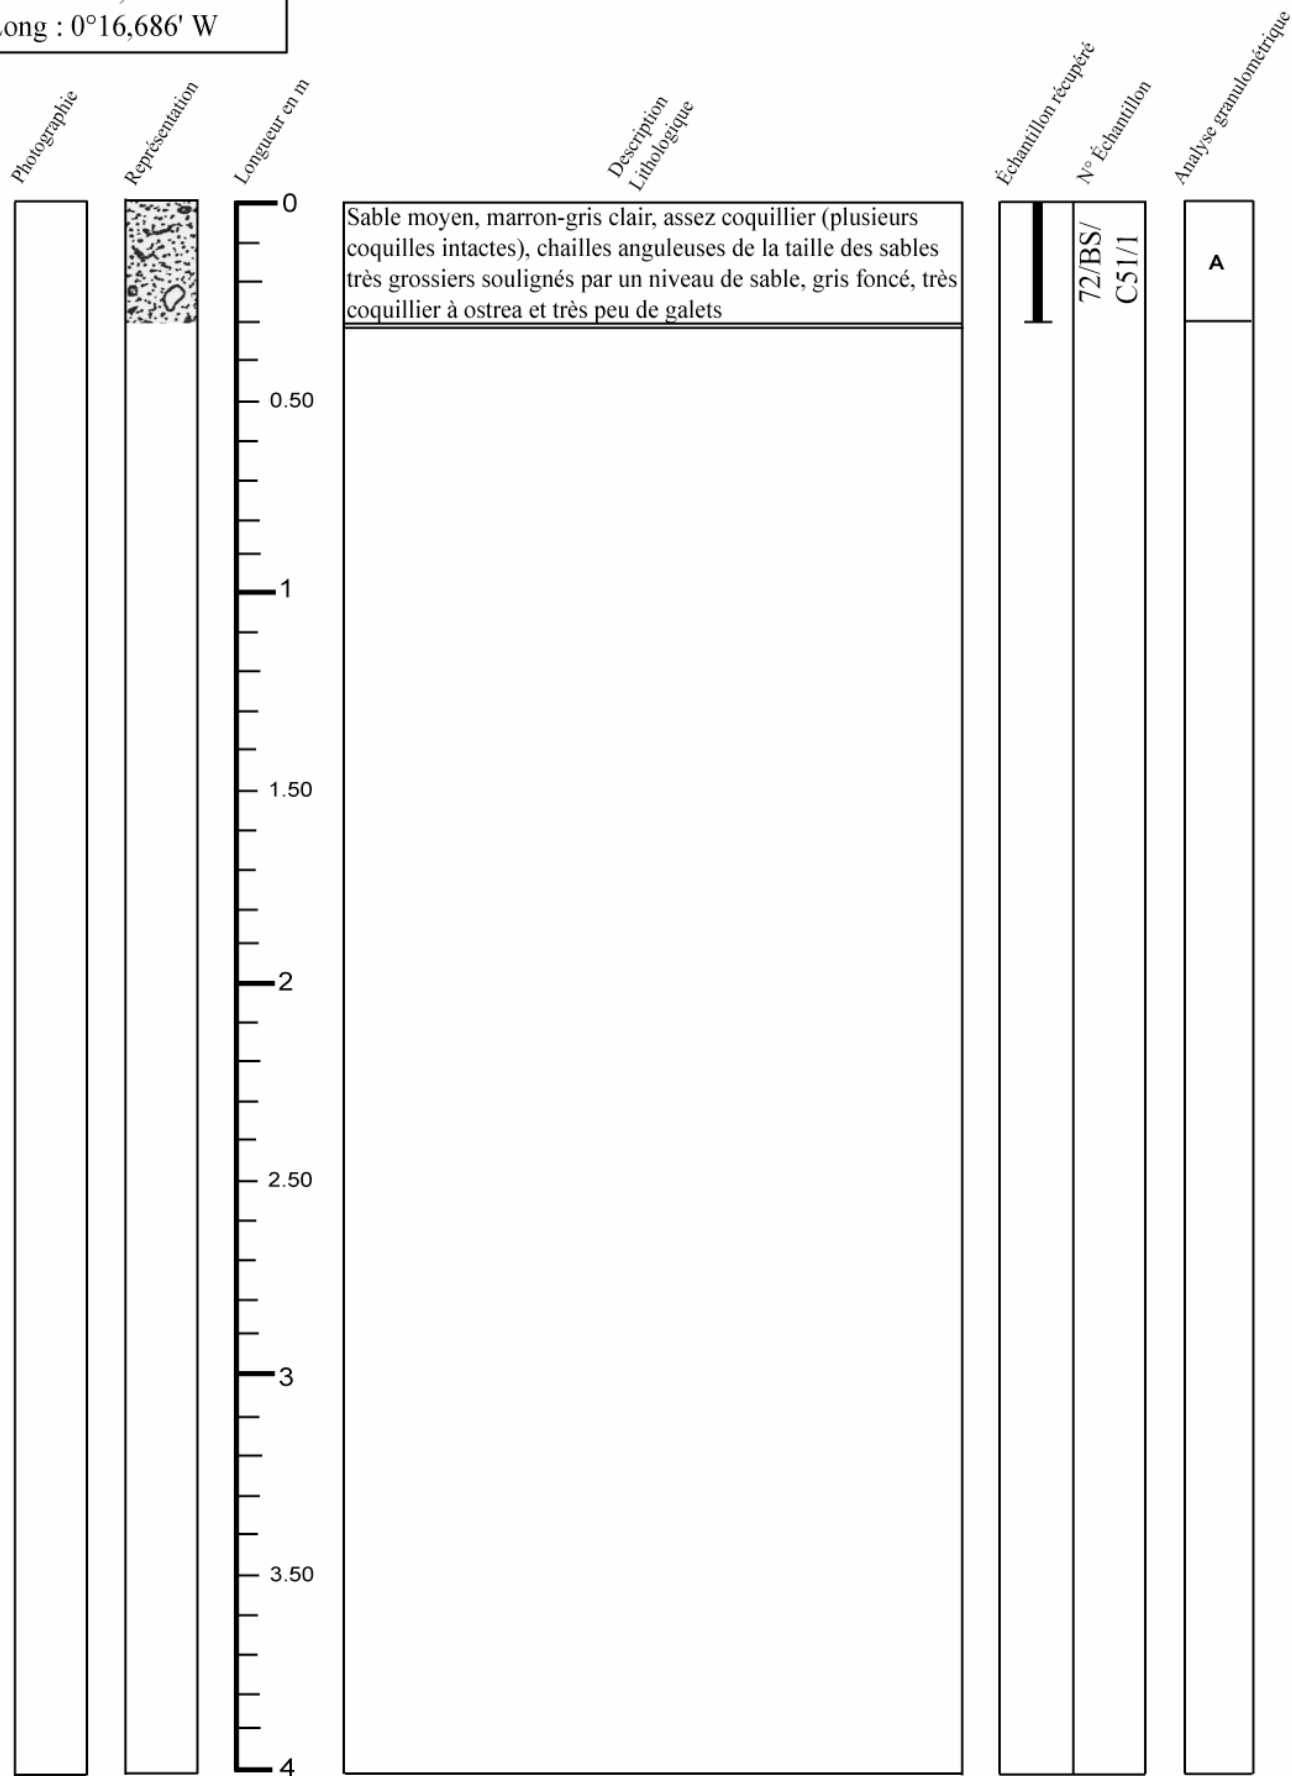 Long : 0°16,686' W
Photographie
Représentation
Longueur en m
Description
Lithologique
Échantillon récupéré
N° Échantillon
Analyse granulométrique
0
Sable moyen, marron-gris clair, assez coquillier (plusieurs
coquilles intactes), chailles anguleuses de la taille des sables
très grossiers soulignés par un niveau de sable, gris foncé, très
coquillier à ostrea et très peu de galets
72/BS/
C51/1
A
0.50
1
1.50
2
2.50
3
3.50
4